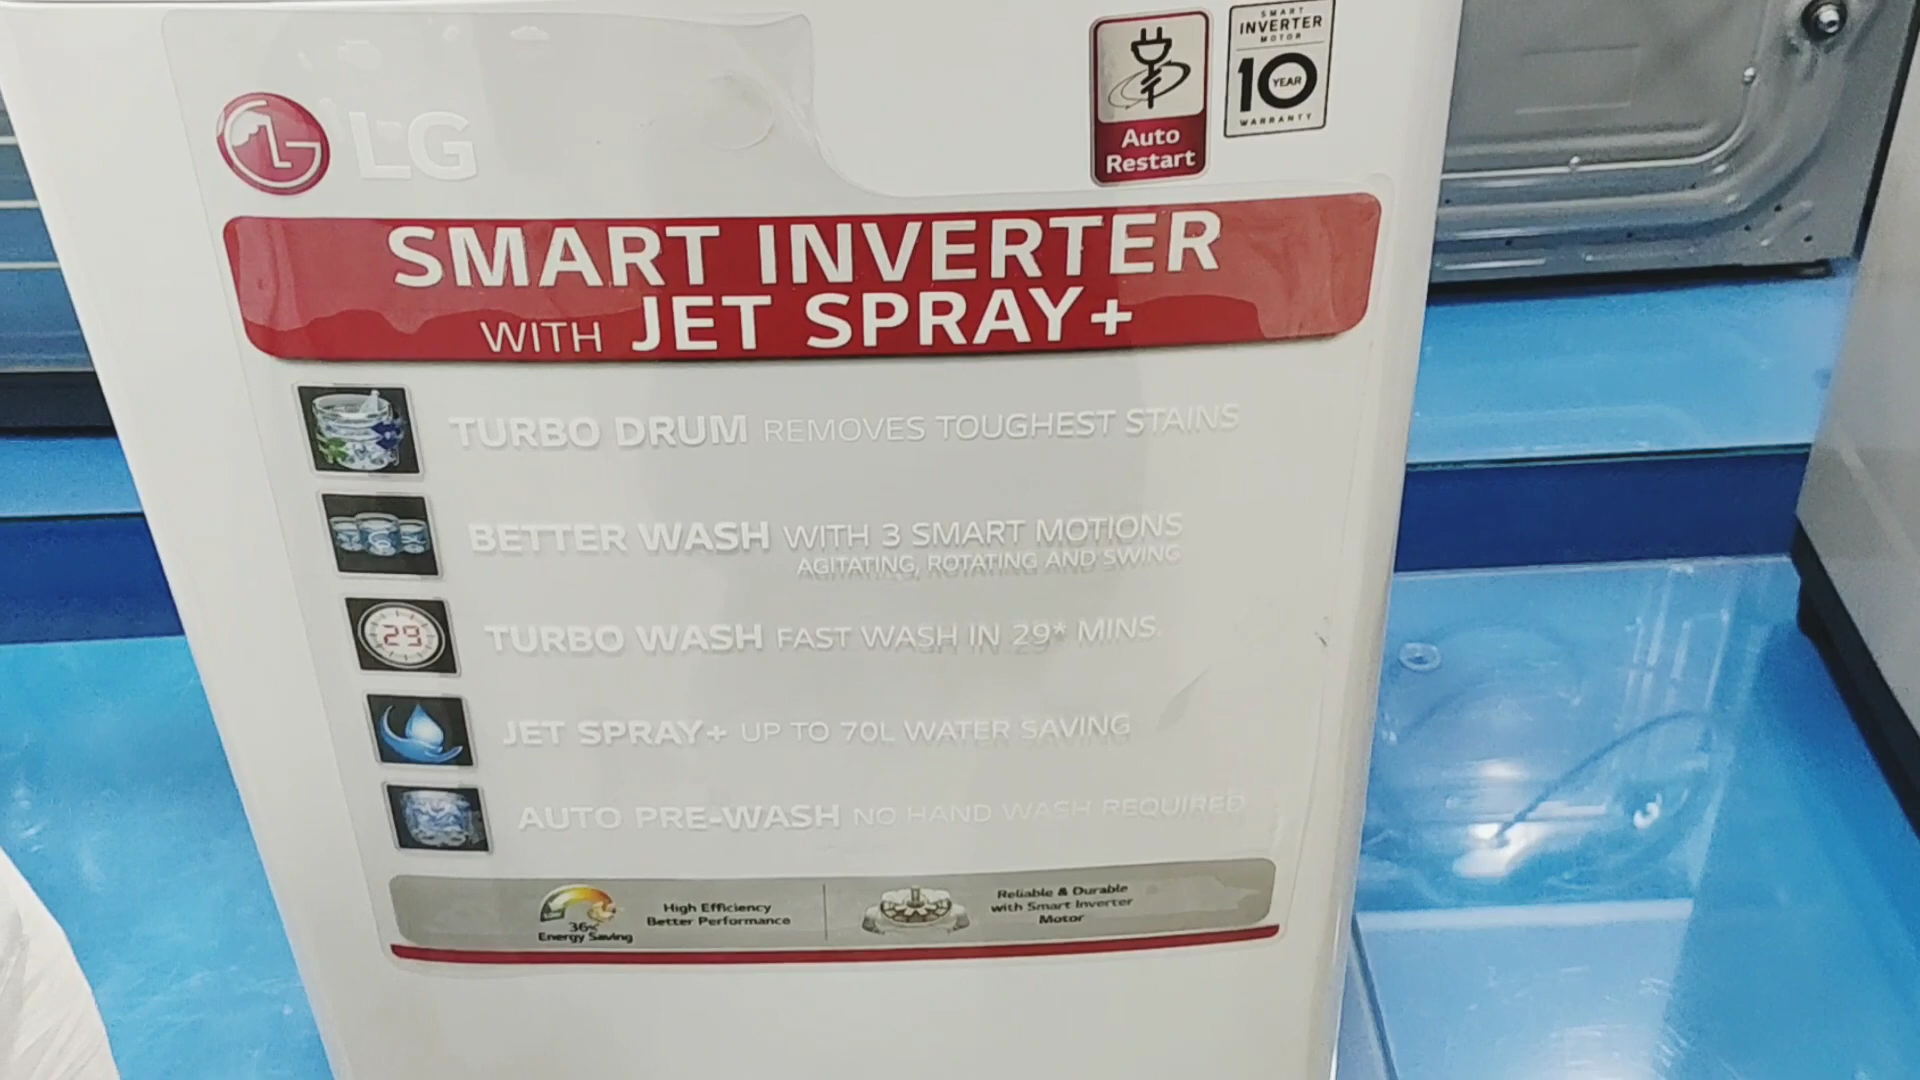 LG
Auto
Restart
SMART
INVERTER
MOTOR
10 YEAR
WARRANTY
SMART INVERTER
WITH JET SPRAY+
TURBO DRUM REMOVES TOUGHEST STAINS
BETTER WASH WITH 3 SMART MOTIONS
AGITATING, ROTATING AND SWING
29
TURBO WASH FAST WASH IN 29* MINS.
JET SPRAY+ UP TO 70L WATER SAVING
AUTO PRE-WASH NO HAND WASH REQUIRED
36%
Energy Saving
High Efficiency
Better Performance
Reliable & Durable
with Smart Inverter
Motor